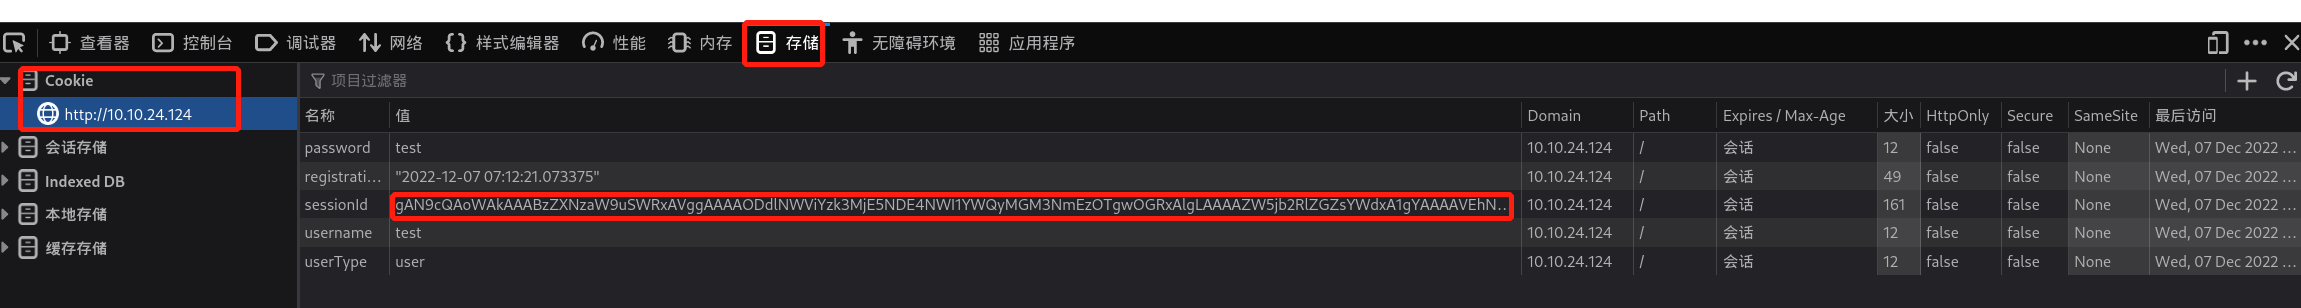 查看器 控制台 调试器 网络 样式编辑器 性能 内存 存储 无障碍环境 应用程序
Cookie 项目过滤器
http://10.10.24.124
会话存储
Indexed DB
本地存储
缓存存储
名称 值 Domain Path Expires / Max-Age 大小 HttpOnly Secure SameSite 最后访问
password test 10.10.24.124 / 会话 12 false false None Wed, 07 Dec 2022 ...
registrati... "2022-12-07 07:12:21.073375" 10.10.24.124 / 会话 49 false false None Wed, 07 Dec 2022 ...
sessionId gAN9cQAoWAkAAABzZXNzaW9uSWRxAVggAAAAODdlNWViYzk3MjE5NDE4NWI1YWQyMGM3NmEzOTgwOGRxAlgLAAAAZW5jb2RlZGZsYWdxA1gYAAAAVEhN... 10.10.24.124 / 会话 161 false false None Wed, 07 Dec 2022 ...
username test 10.10.24.124 / 会话 12 false false None Wed, 07 Dec 2022 ...
userType user 10.10.24.124 / 会话 12 false false None Wed, 07 Dec 2022 ...